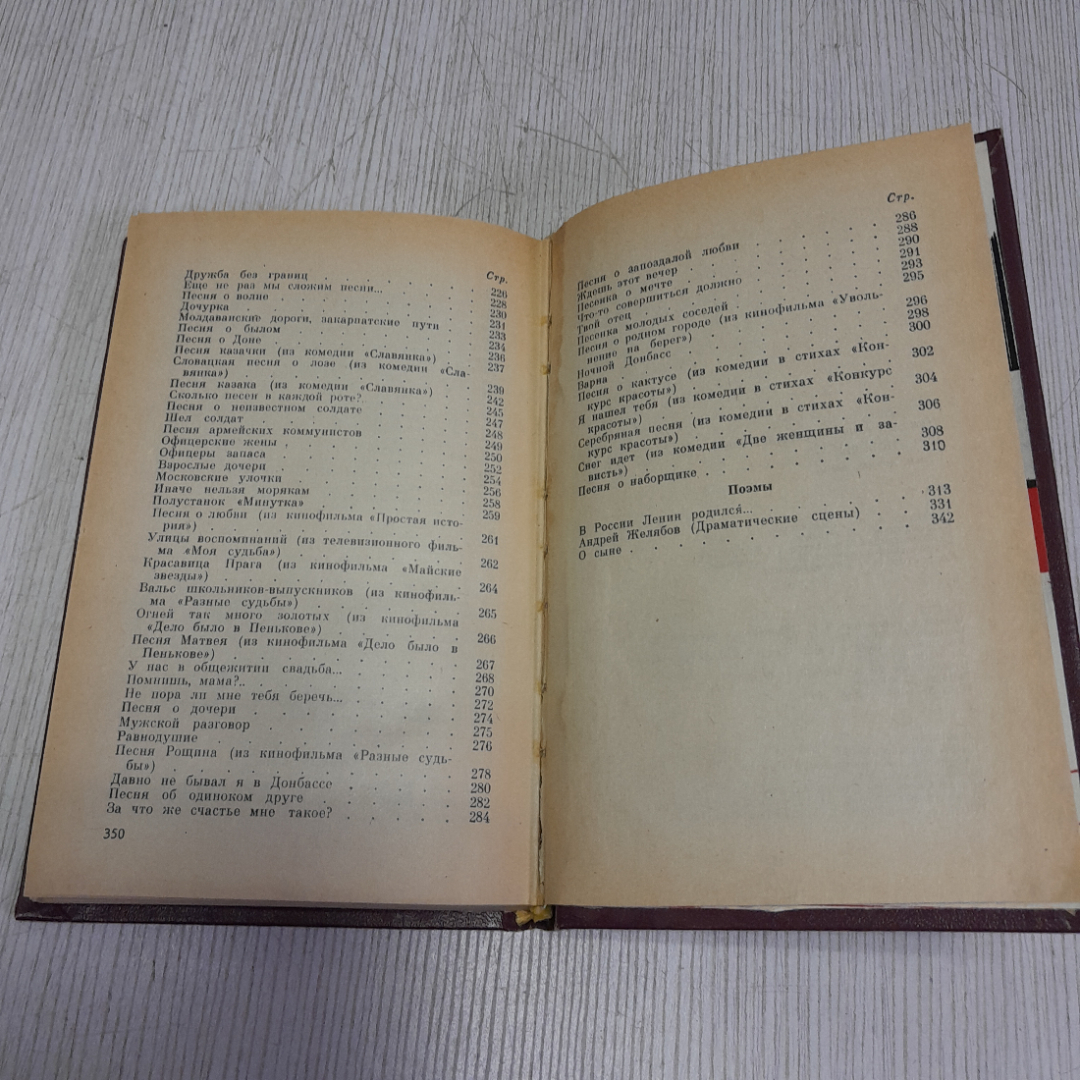 Стр.
Дружба без границ . . . . . . . 226
Еще не раз мы сложим песни... . . . . 228
Песня о волне . . . . . . . . 230
Дочурка . . . . . . . . . 231
Молдаванские дороги, закарпатские пути . . 233
Песня о былом . . . . . . . . 234
Песня о Доне . . . . . . . . 236
Песня казачки (из комедии «Славянка») . . 237
Словацкая песня о лозе (из комедии «Сла-
вянка») . . . . . . . . . 239
Песня казака (из комедии «Славянка») . . 242
Сколько песен в каждой роте? . . . . 245
Песня о неизвестном солдате . . . . 247
Шел солдат . . . . . . . . 248
Песня армейских коммунистов . . . . 249
Офицерские жены . . . . . . . 250
Офицеры запаса . . . . . . . 252
Взрослые дочери . . . . . . . 254
Московские улочки . . . . . . . 256
Иначе нельзя морякам . . . . . . 258
Полустанок «Минутка» . . . . . . 259
Песня о любви (из кинофильма «Простая исто-
рия») . . . . . . . . . 261
Улицы воспоминаний (из телевизионного филь-
ма «Моя судьба») . . . . . . 262
Красавица Прага (из кинофильма «Майские
звезды») . . . . . . . . 264
Вальс школьников-выпускников (из кинофиль-
ма «Разные судьбы») . . . . . . 265
Огней так много золотых (из кинофильма
«Дело было в Пенькове») . . . . . 266
Песня Матвея (из кинофильма «Дело было в
Пенькове») . . . . . . . . 267
У нас в общежитии свадьба... . . . . 268
Помнишь, мама?.. . . . . . . . 270
Не пора ли мне тебя беречь... . . . . 272
Песня о дочери . . . . . . . . 274
Мужской разговор . . . . . . . 275
Равнодушие . . . . . . . . 276
Песня Рощина (из кинофильма «Разные судь-
бы») . . . . . . . . . 278
Давно не бывал я в Донбассе . . . . 280
Песня об одиноком друге . . . . . 282
За что же счастье мне такое? . . . . 284
350
Стр.
Песня о запоздалой любви . . . . . 286
Ждешь этот вечер . . . . . . . 288
Песенка о мечте . . . . . . . 290
Что-то совершиться должно . . . . . 291
Твой отец . . . . . . . . 293
Песенка молодых соседей . . . . . 295
Песня о родном городе (из кинофильма «Уволь-
нение на берег») . . . . . . 296
Ночной Донбасс . . . . . . . 298
Варна . . . . . . . . . 300
Песня о кактусе (из комедии в стихах «Кон-
курс красоты») . . . . . . . 302
Я нашел тебя (из комедии в стихах «Конкурс
красоты») . . . . . . . . 304
Серебряная песня (из комедии в стихах «Кон-
курс красоты») . . . . . . . 306
Снег идет (из комедии «Две женщины и за-
висть») . . . . . . . . 308
Песня о наборщике . . . . . . . 310
Поэмы
В России Ленин родился... . . . . . 313
Андрей Желябов (Драматические сцены) . . 331
О сыне . . . . . . . . . 342